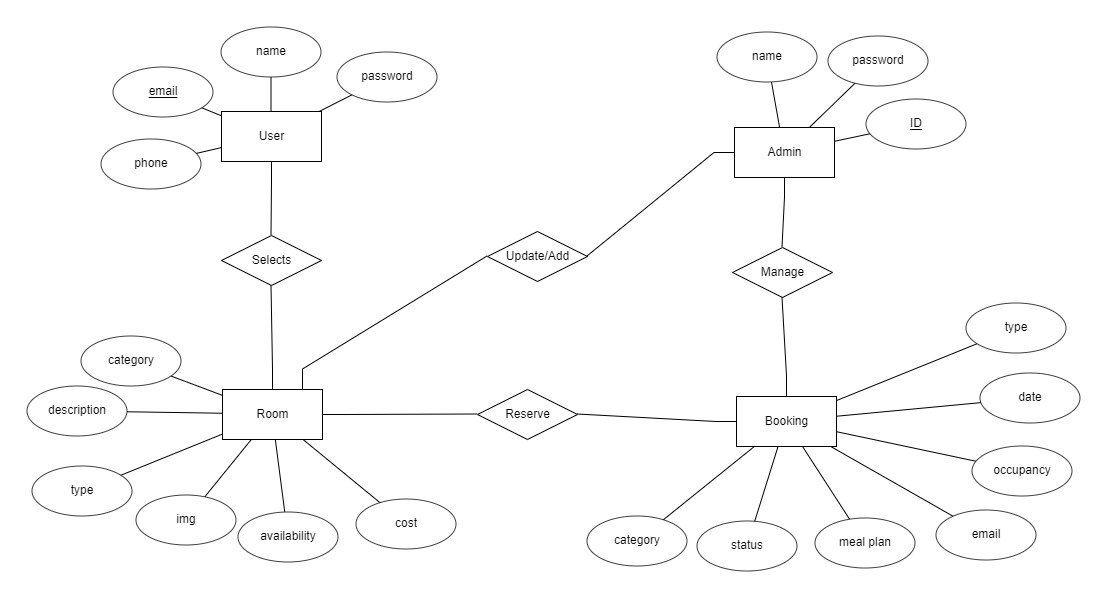 name
name
password
password
email
ID
User
Admin
phone
Update/Add
Selects
Manage
type
category
date
description
Room
Reserve
Booking
occupancy
type
img
cost
availability
category
status
meal plan
email